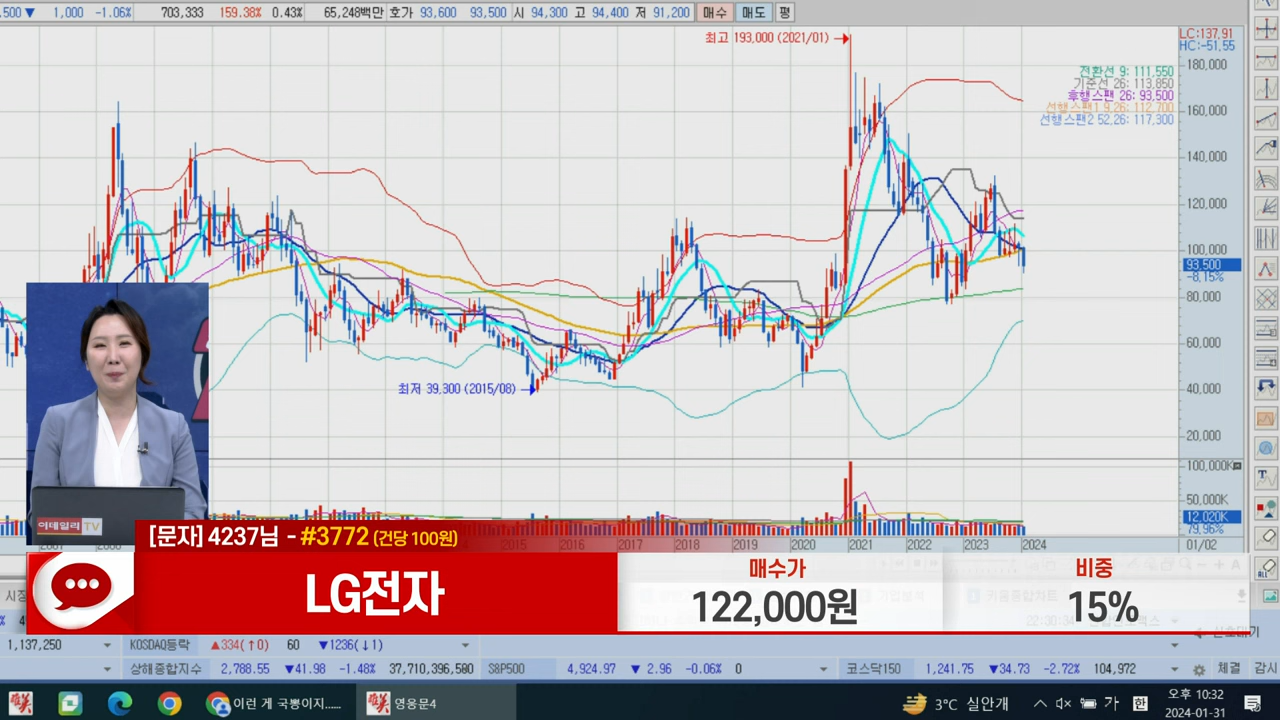 .500 ▼ 1,000 -1.06% 703,333 159.38% 0.43% 65,248백만 호가 93,600 93,500 시 94,300 고 94,400 저 91,200 매수 매도 평
최고 193,000 (2021/01)
LC:137,91
HC:-51,55
전환선 9: 111,550
기준선 26: 113,850
후행스팬 26: 93,500
선행스팬1 9,26: 112,700
선행스팬2 52,26: 117,300
180,000
160,000
140,000
120,000
100,000
93,500
-8,15%
80,000
60,000
40,000
20,000
최저 39,300 (2015/08)
100,000K
50,000K
12,020K
79,96%
이데일리 TV
2015 2016 2017 2018 2019 2020 2021 2022 2023 2024 01/02
[문자] 4237님 - #3772 (건당 100원)
LG전자
매수가
122,000원
비중
15%
1,137,250 KOSDAQ등락 ▲334(↑0) 60 ▼1236(↓1)
상해종합지수 2,788.55 ▼41.98 -1.48% 37,710,396,580 S&P500 4,924.97 ▼ 2.96 -0.06% 0 코스닥150 1,241.75 ▼34.73 -2.72% 104,972 체결 감시
이런 게 국뽕이지...... 영웅문4 3°C 실안개 가 한 오후 10:32
2024-01-31